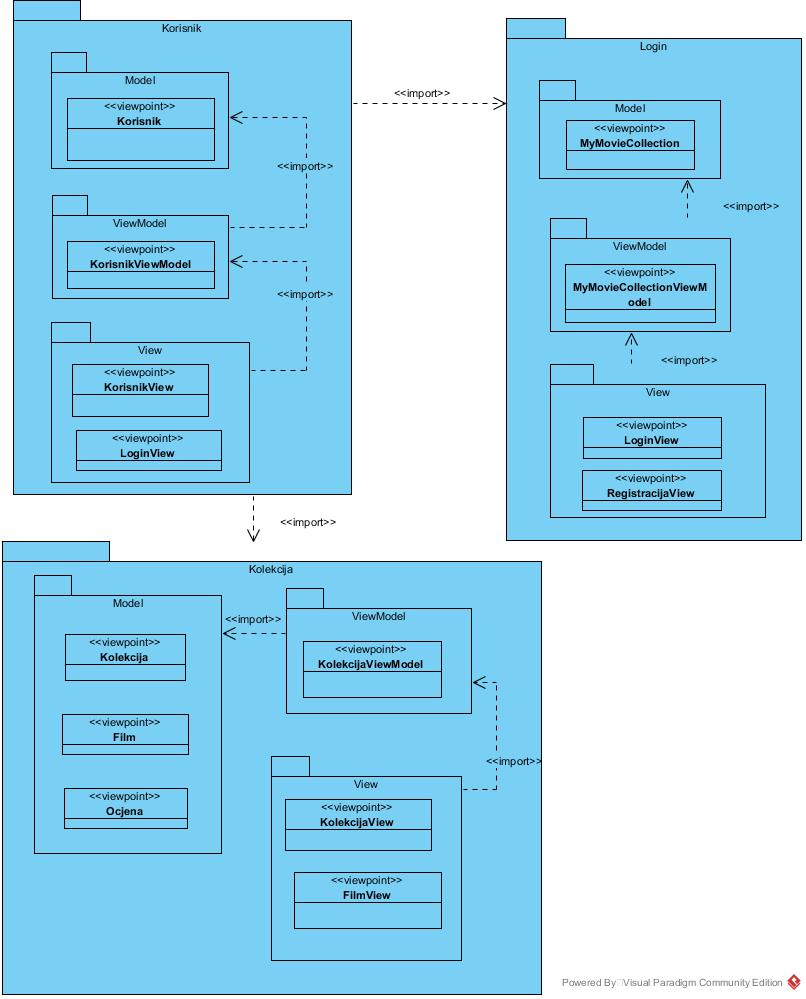 Korisnik
Model
<<viewpoint>>
Korisnik
<<import>>
ViewModel
<<viewpoint>>
KorisnikViewModel
<<import>>
View
<<viewpoint>>
KorisnikView
<<viewpoint>>
LoginView
<<import>>
Login
Model
<<viewpoint>>
MyMovieCollection
<<import>>
ViewModel
<<viewpoint>>
MyMovieCollectionViewM
odel
<<import>>
View
<<viewpoint>>
LoginView
<<viewpoint>>
RegistracijaView
<<import>>
Kolekcija
Model
<<viewpoint>>
Kolekcija
<<viewpoint>>
Film
<<viewpoint>>
Ocjena
<<import>>
ViewModel
<<viewpoint>>
KolekcijaViewModel
<<import>>
View
<<viewpoint>>
KolekcijaView
<<viewpoint>>
FilmView
Powered By Visual Paradigm Community Edition